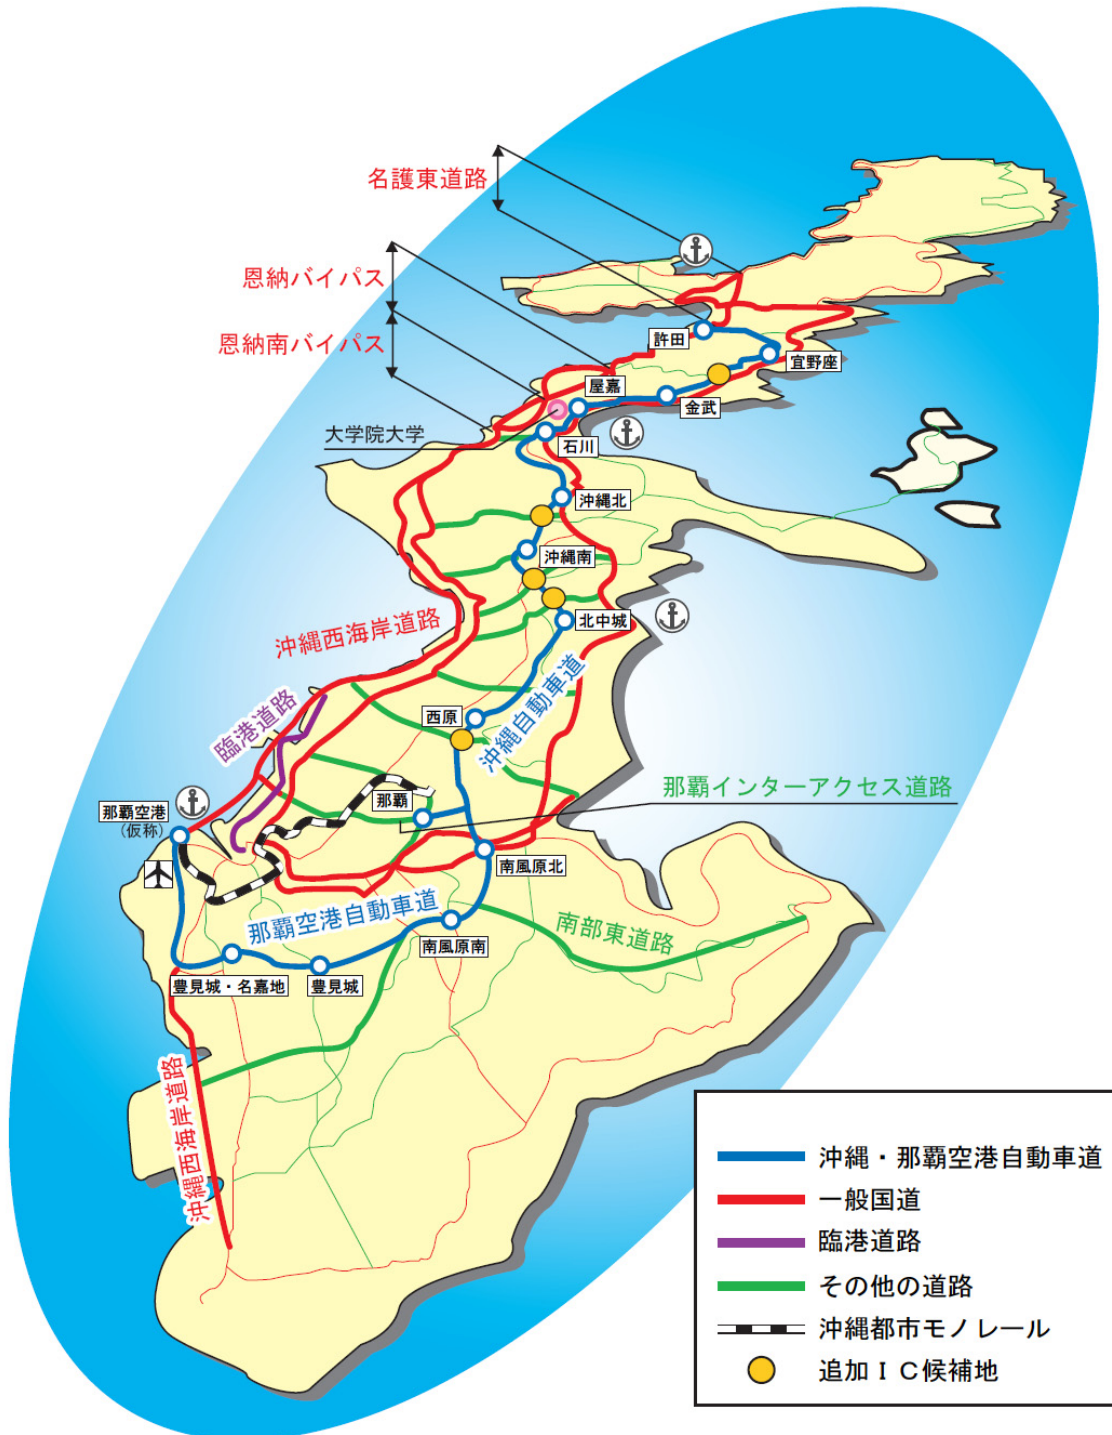 名護東道路
恩納バイパス
恩納南バイパス
許田
宜野座
屋嘉
金武
大学院大学
石川
沖縄北
沖縄南
北中城
沖縄西海岸道路
沖縄自動車道
西原
臨港道路
那覇インターアクセス道路
那覇
那覇空港
(仮称)
南風原北
那覇空港自動車道
南風原南
南部東道路
豊見城・名嘉地
豊見城
沖縄西海岸道路
沖縄・那覇空港自動車道
一般国道
臨港道路
その他の道路
沖縄都市モノレール
追加IC候補地